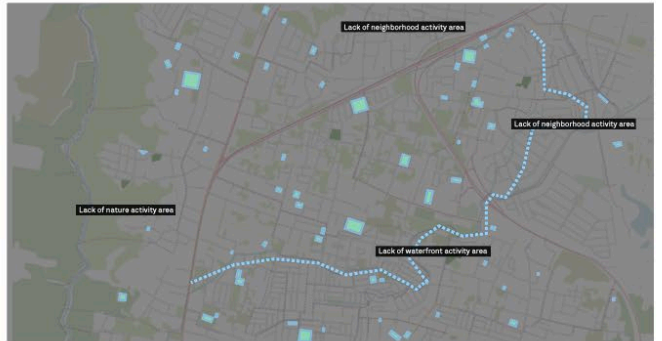 Lack of neighborhood activity area
Lack of neighborhood activity area
Lack of nature activity area
Lack of waterfront activity area